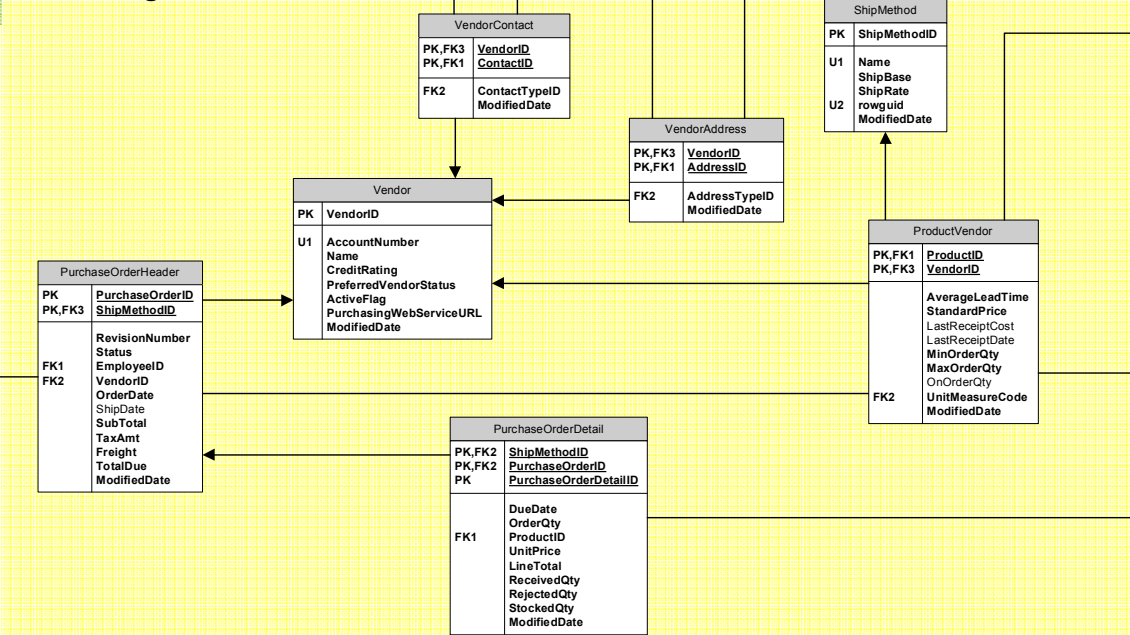 VendorContact
PK,FK3 VendorID
PK,FK1 ContactID
FK2 ContactTypeID
ModifiedDate
ShipMethod
PK ShipMethodID
U1 Name
ShipBase
ShipRate
U2 rowguid
ModifiedDate
VendorAddress
PK,FK3 VendorID
PK,FK1 AddressID
FK2 AddressTypeID
ModifiedDate
Vendor
PK VendorID
U1 AccountNumber
Name
CreditRating
PreferredVendorStatus
ActiveFlag
PurchasingWebServiceURL
ModifiedDate
ProductVendor
PK,FK1 ProductID
PK,FK3 VendorID
AverageLeadTime
StandardPrice
LastReceiptCost
LastReceiptDate
MinOrderQty
MaxOrderQty
OnOrderQty
FK2 UnitMeasureCode
ModifiedDate
PurchaseOrderHeader
PK PurchaseOrderID
PK,FK3 ShipMethodID
RevisionNumber
Status
FK1 EmployeeID
FK2 VendorID
OrderDate
ShipDate
SubTotal
TaxAmt
Freight
TotalDue
ModifiedDate
PurchaseOrderDetail
PK,FK2 ShipMethodID
PK,FK2 PurchaseOrderID
PK PurchaseOrderDetailID
DueDate
OrderQty
FK1 ProductID
UnitPrice
LineTotal
ReceivedQty
RejectedQty
StockedQty
ModifiedDate